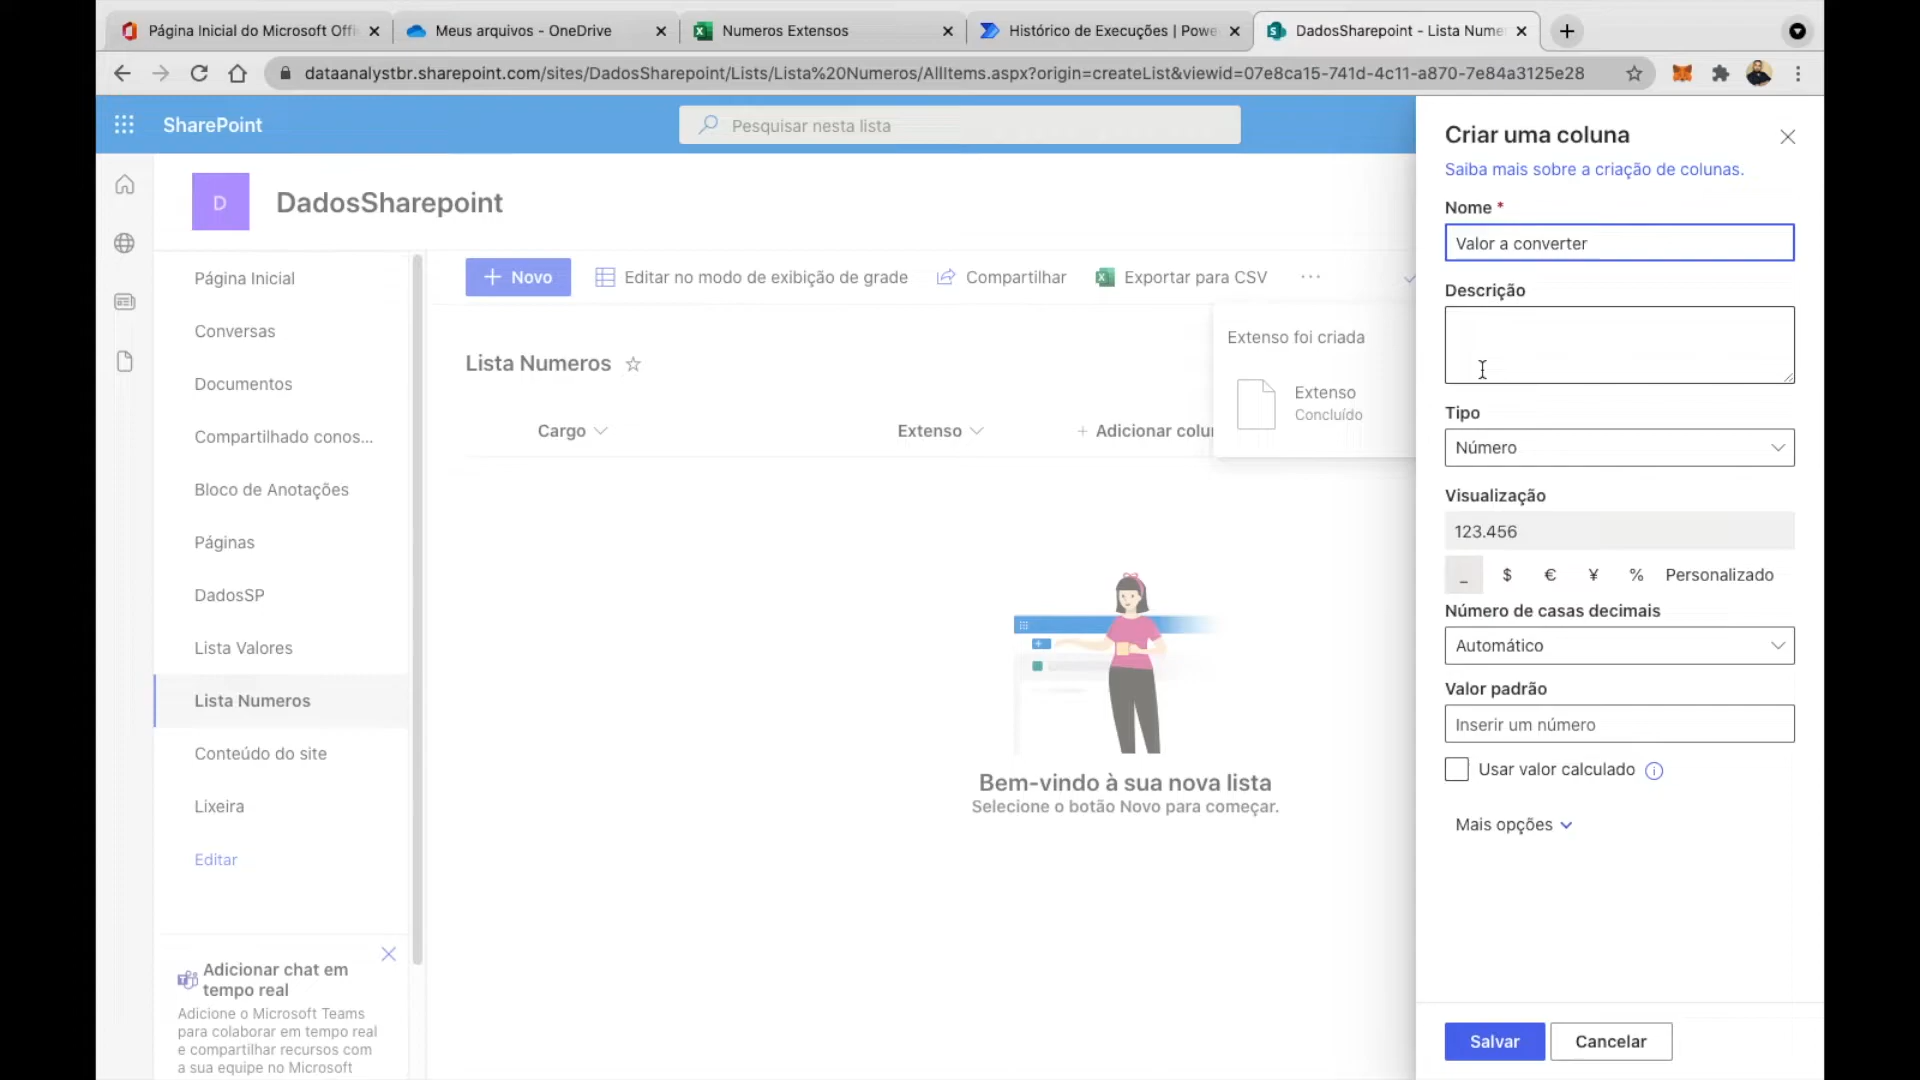 Página Inicial do Microsoft Offi
Meus arquivos - OneDrive
Numeros Extensos
Histórico de Execuções | Powe
DadosSharepoint - Lista Nume
dataanalystbr.sharepoint.com/sites/DadosSharepoint/Lists/Lista%20Numeros/AllItems.aspx?origin=createList&viewid=07e8ca15-741d-4c11-a870-7e84a3125e28
SharePoint
Pesquisar nesta lista
D
DadosSharepoint
Página Inicial
Conversas
Documentos
Compartilhado conos...
Bloco de Anotações
Páginas
DadosSP
Lista Valores
Lista Numeros
Conteúdo do site
Lixeira
Editar
Adicionar chat em
tempo real
Adicione o Microsoft Teams
para colaborar em tempo real
e compartilhar recursos com
a sua equipe no Microsoft
+ Novo
Editar no modo de exibição de grade
Compartilhar
Exportar para CSV
...
Lista Numeros
Cargo
Extenso
+ Adicionar colu
Extenso foi criada
Extenso
Concluído
Bem-vindo à sua nova lista
Selecione o botão Novo para começar.
Criar uma coluna
Saiba mais sobre a criação de colunas.
Nome *
Valor a converter
Descrição
Tipo
Número
Visualização
123.456
_ $ € ¥ % Personalizado
Número de casas decimais
Automático
Valor padrão
Inserir um número
Usar valor calculado
Mais opções
Salvar
Cancelar